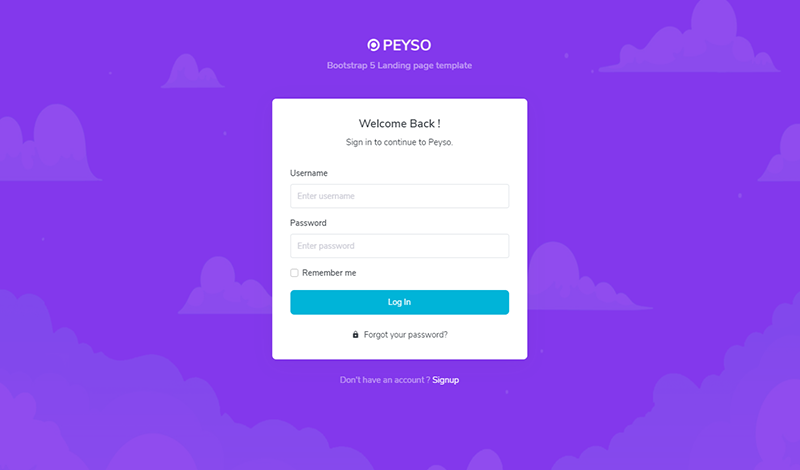 PEYSO
Bootstrap 5 Landing page template
Welcome Back !
Sign in to continue to Peyso.
Username
Enter username
Password
Enter password
Remember me
Log In
Forgot your password?
Don't have an account ? Signup